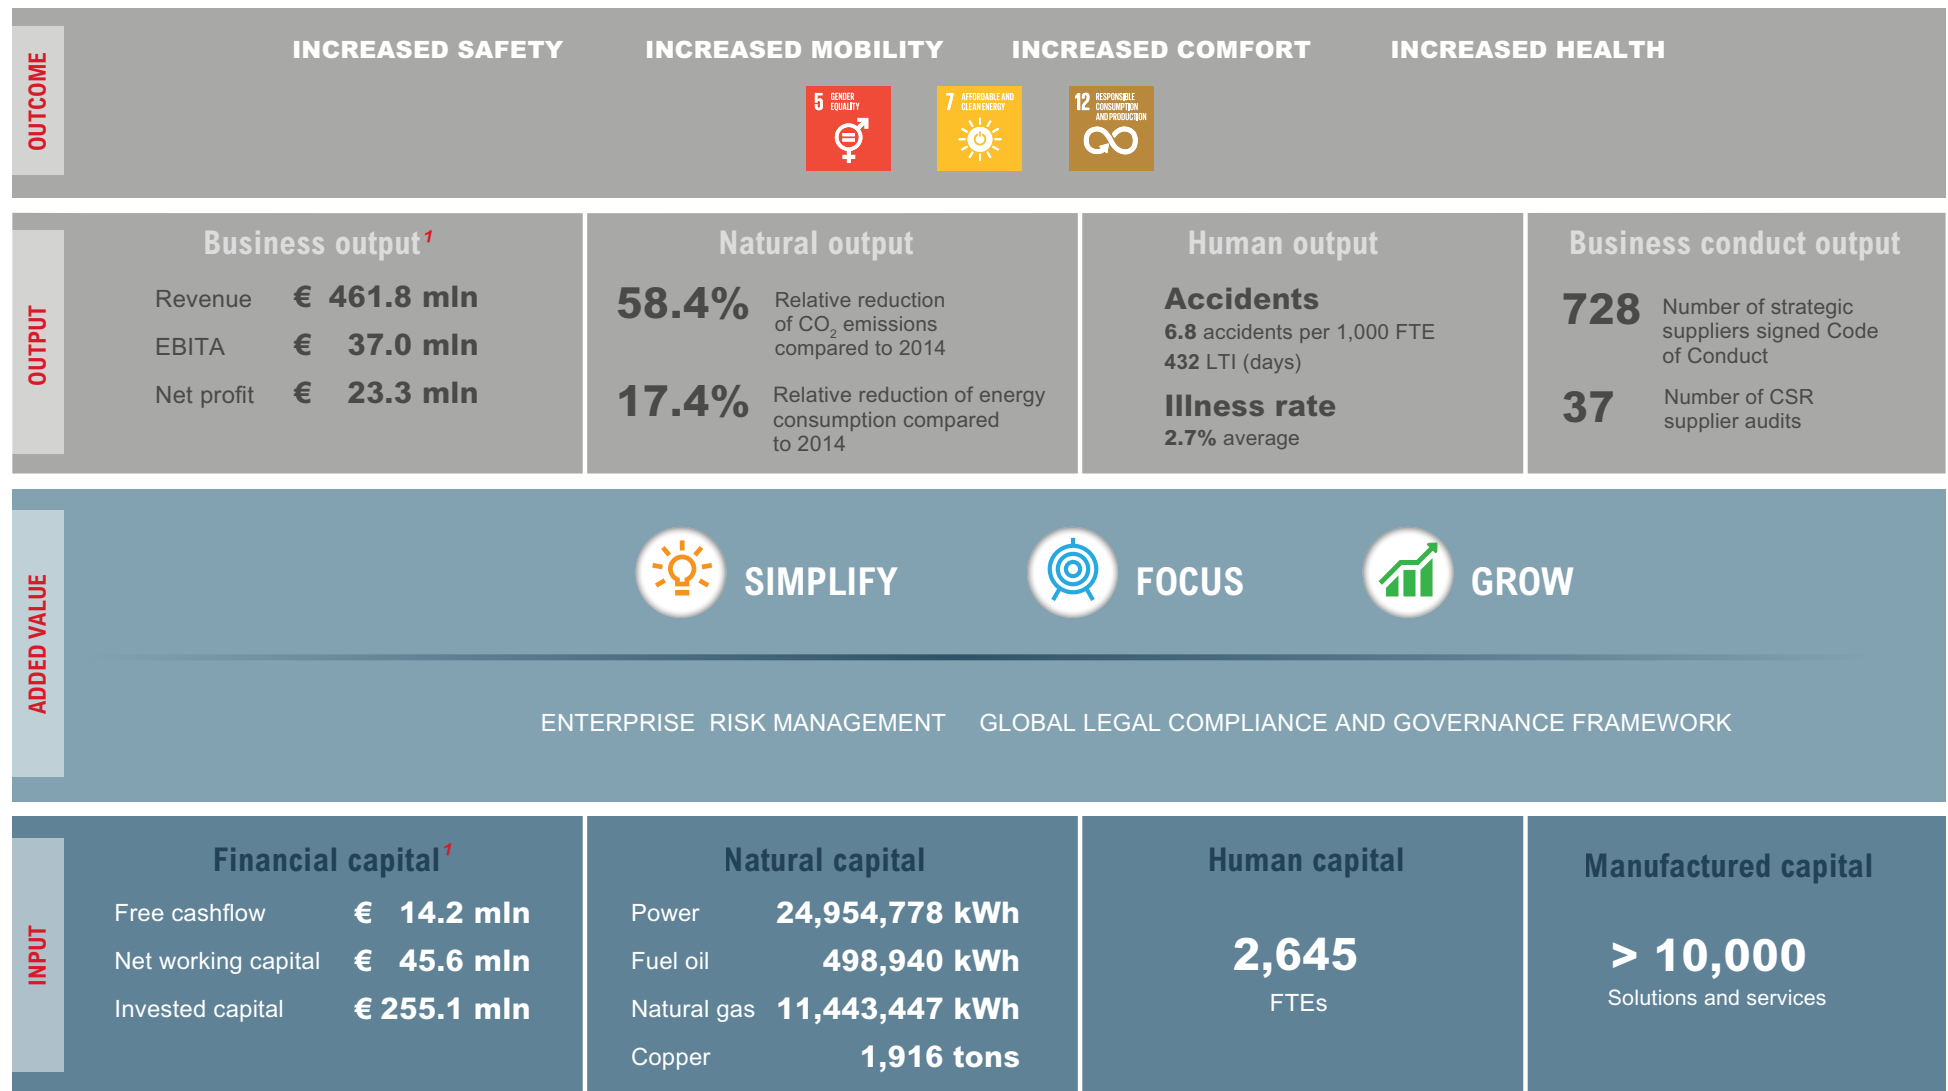 OUTCOME
INCREASED SAFETY INCREASED MOBILITY INCREASED COMFORT INCREASED HEALTH
5 GENDER
EQUALITY
7 AFFORDABLE AND
CLEAN ENERGY
12 RESPONSIBLE
CONSUMPTION
AND PRODUCTION
OUTPUT
Business output¹
Revenue € 461.8 mln
EBITA € 37.0 mln
Net profit € 23.3 mln
Natural output
58.4% Relative reduction
of CO₂ emissions
compared to 2014
17.4% Relative reduction of energy
consumption compared
to 2014
Human output
Accidents
6.8 accidents per 1,000 FTE
432 LTI (days)
Illness rate
2.7% average
Business conduct output
728 Number of strategic
suppliers signed Code
of Conduct
37 Number of CSR
supplier audits
ADDED VALUE
SIMPLIFY FOCUS GROW
ENTERPRISE RISK MANAGEMENT GLOBAL LEGAL COMPLIANCE AND GOVERNANCE FRAMEWORK
INPUT
Financial capital¹
Free cashflow € 14.2 mln
Net working capital € 45.6 mln
Invested capital € 255.1 mln
Natural capital
Power 24,954,778 kWh
Fuel oil 498,940 kWh
Natural gas 11,443,447 kWh
Copper 1,916 tons
Human capital
2,645
FTEs
Manufactured capital
> 10,000
Solutions and services